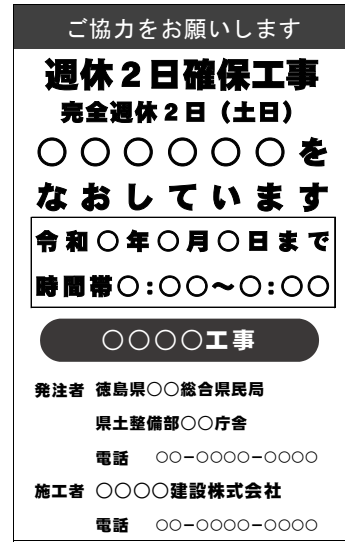 ご協力をお願いします
週休2日確保工事
完全週休2日（土日）
○○○○○○を
なおしています
令和○年○月○日まで
時間帯○:○○～○:○○
○○○○工事
発注者 徳島県○○総合県民局
県土整備部○○庁舎
電話 ○○-○○○○-○○○○
施工者 ○○○○建設株式会社
電話 ○○-○○○○-○○○○